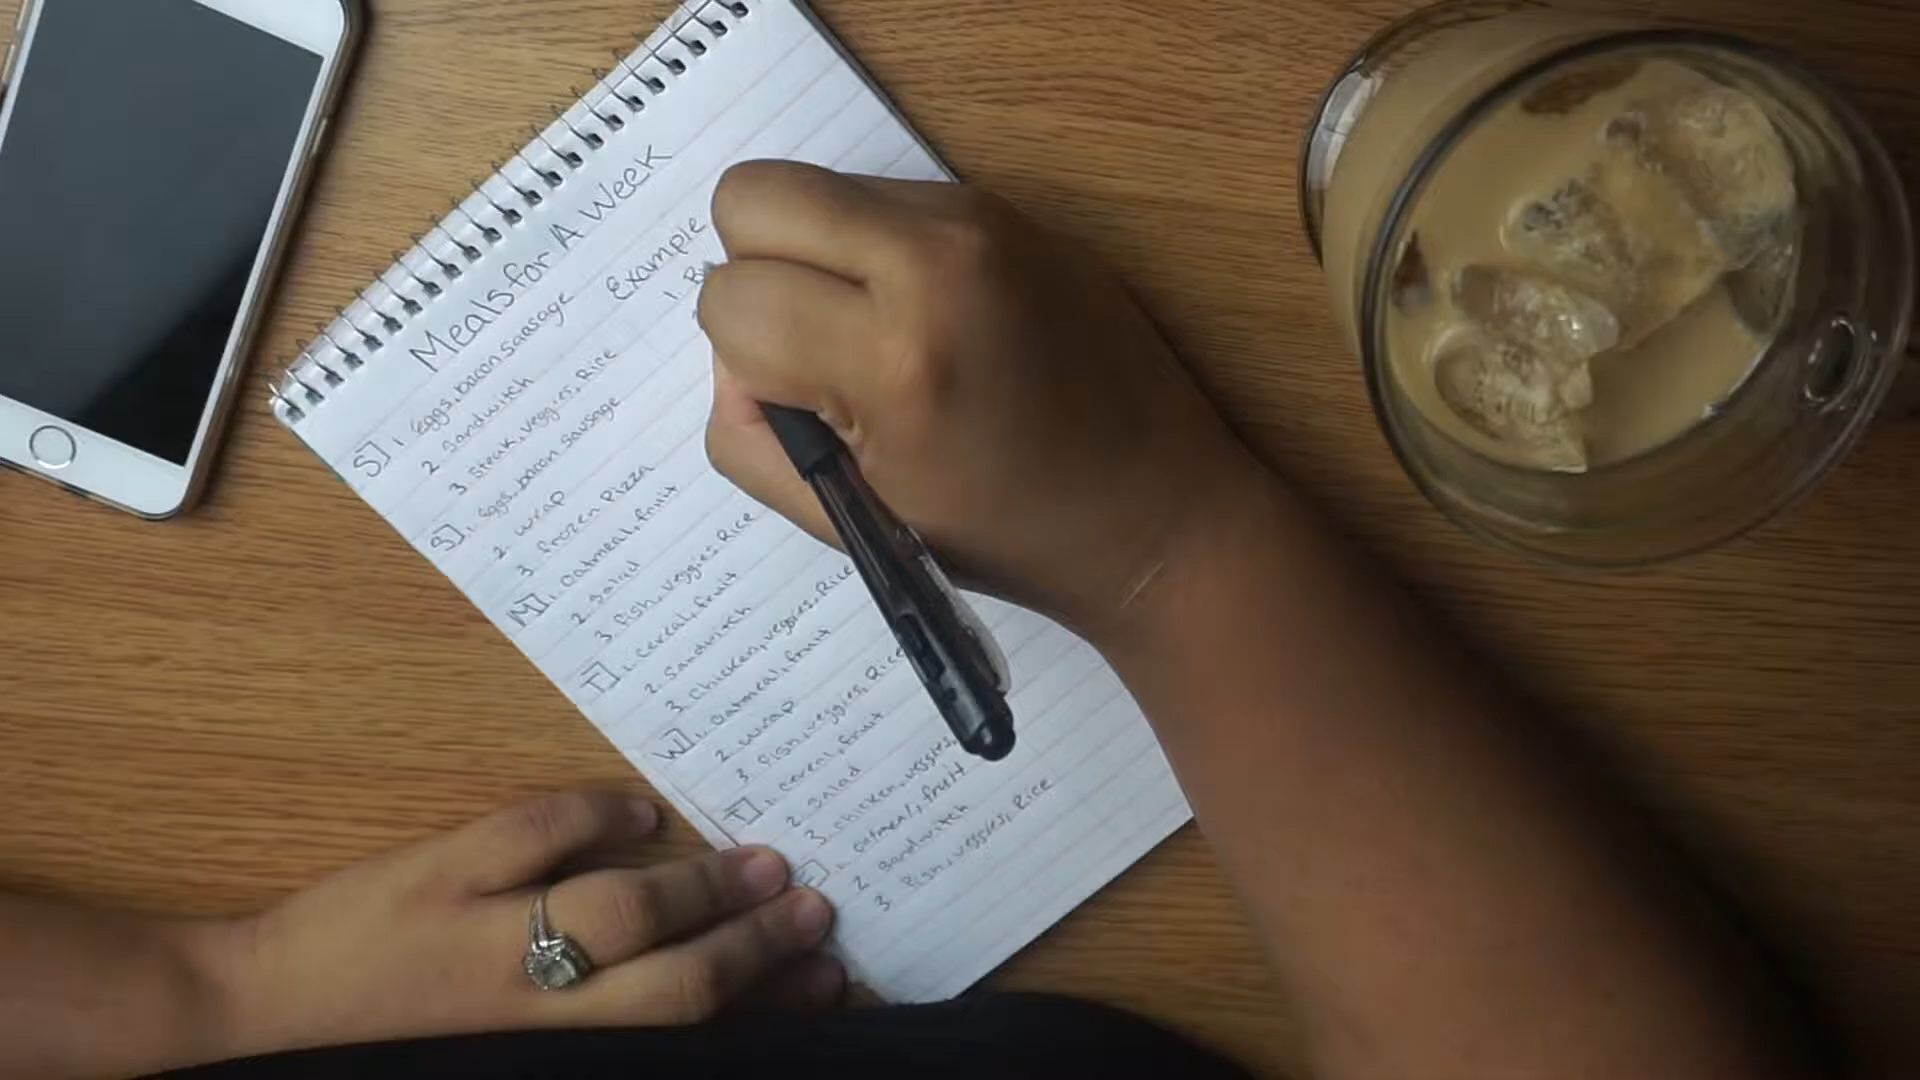 Meals for A Week
Example
1. B
S] 1. eggs, bacon sausage
2 Sandwitch
3 Steak, veggies, Rice
S] 1. Eggs, bacon Sausage
2. wrap
3 frozen Pizza
M] 1. oatmeal, fruit
2. Salad
3 fish, veggies, Rice
T] 1. cereal, fruit
2. Sandwitch
3. Chicken, veggies, Rice
W] 1. oatmeal, fruit
2. wrap
3 fish, veggies, Rice
T] 1. cereal, fruit
2. Salad
3. chicken, veggies,
F] 1. oatmeal, fruit
2 Sandwitch
3. fish, veggies, Rice